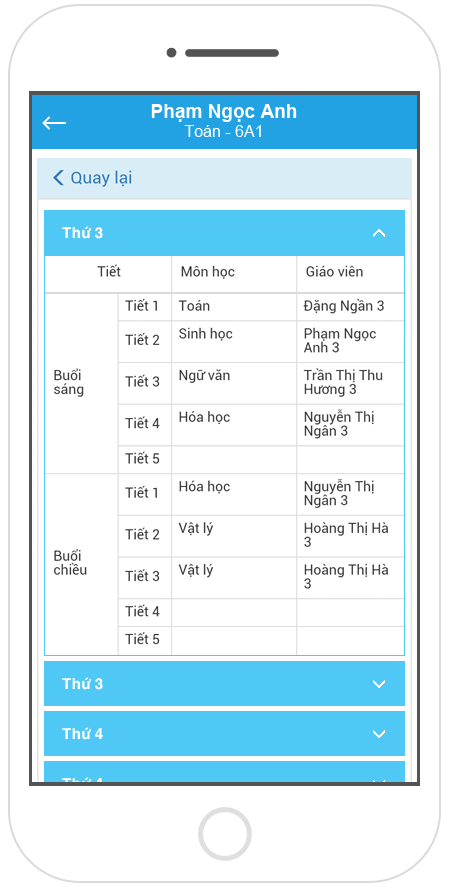 Phạm Ngọc Anh
Toán - 6A1
Quay lại
Thứ 3
Tiết Môn học Giáo viên
Buổi sáng
Tiết 1 Toán Đặng Ngần 3
Tiết 2 Sinh học Phạm Ngọc
Anh 3
Tiết 3 Ngữ văn Trần Thị Thu
Hương 3
Tiết 4 Hóa học Nguyễn Thị
Ngân 3
Tiết 5
Buổi chiều
Tiết 1 Hóa học Nguyễn Thị
Ngân 3
Tiết 2 Vật lý Hoàng Thị Hà
3
Tiết 3 Vật lý Hoàng Thị Hà
3
Tiết 4
Tiết 5
Thứ 3
Thứ 4
Thứ 4